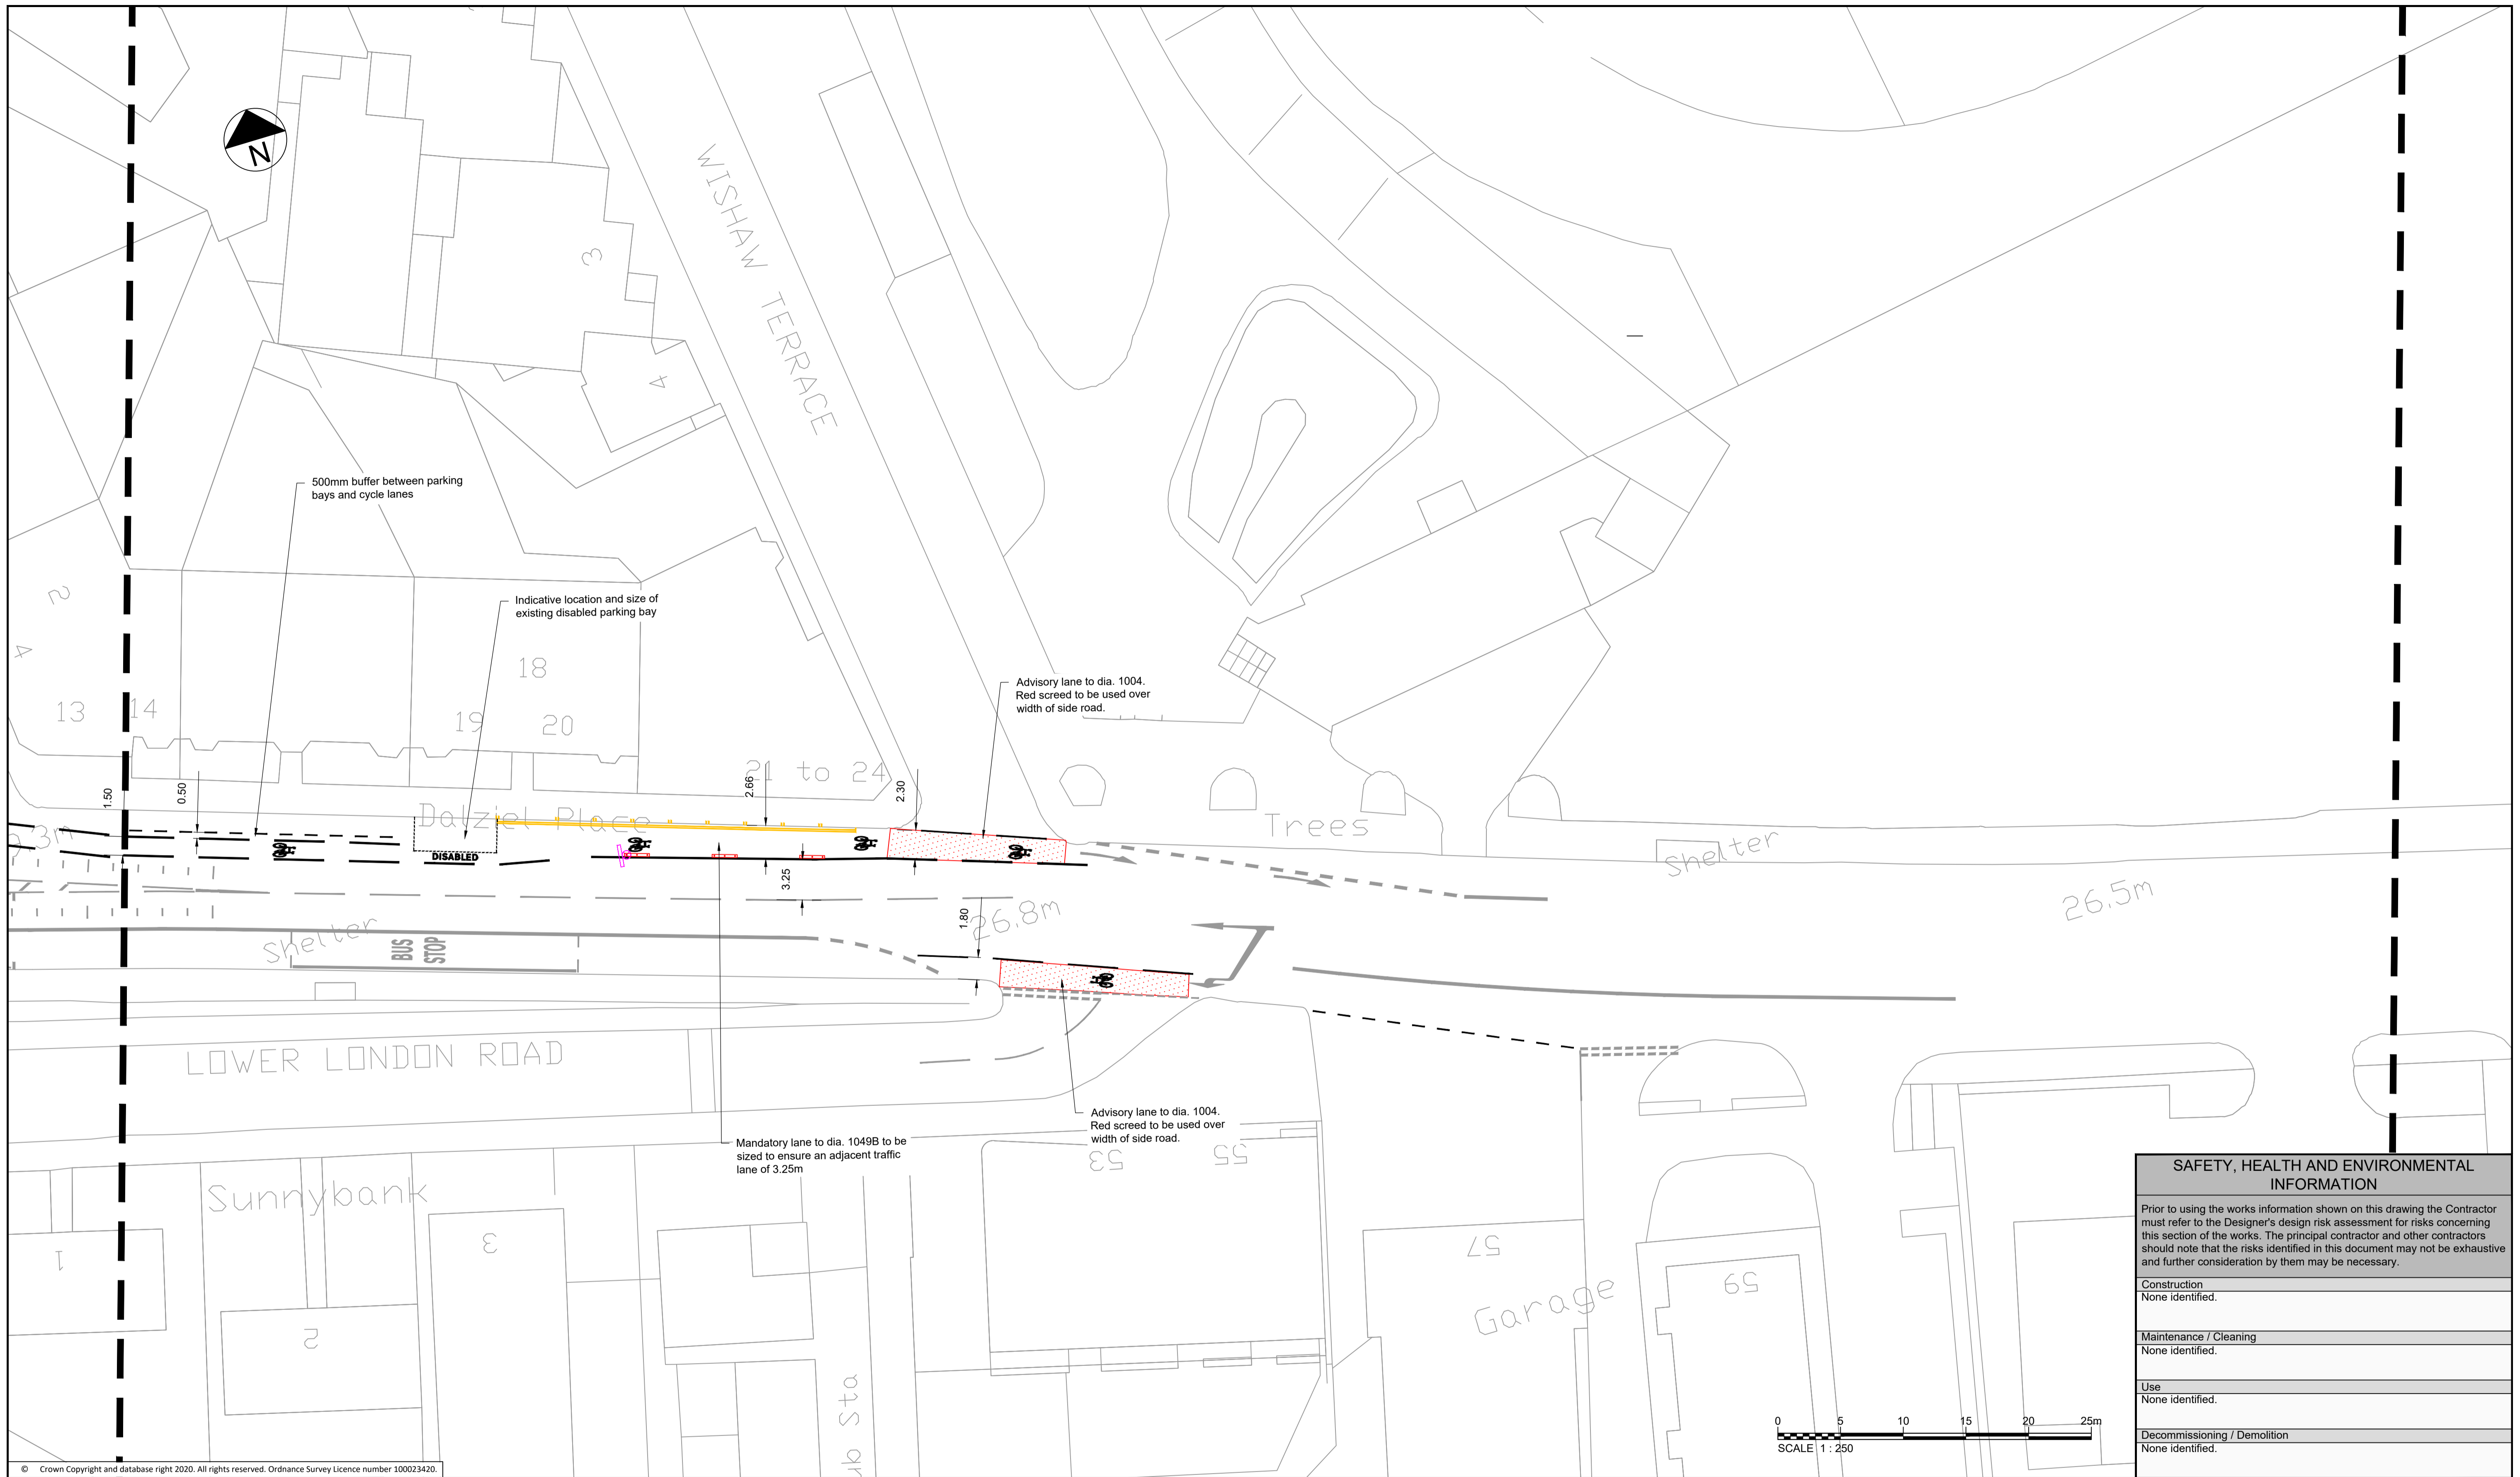 N
WISHAW TERRACE
3
4
500mm buffer between parking
bays and cycle lanes
Indicative location and size of
existing disabled parking bay
2
4
13
14
18
19
20
21 to 24
Advisory lane to dia. 1004.
Red screed to be used over
width of side road.
1.50
0.50
2.66
2.30
Dalziel Place
DISABLED
Trees
Shelter
3.25
1.80
26.8m
26.5m
Shelter
BUS
STOP
LOWER LONDON ROAD
Mandatory lane to dia. 1049B to be
sized to ensure an adjacent traffic
lane of 3.25m
Advisory lane to dia. 1004.
Red screed to be used over
width of side road.
53
55
Sunnybank
1
2
3
57
59
Garage
SAFETY, HEALTH AND ENVIRONMENTAL
INFORMATION
Prior to using the works information shown on this drawing the Contractor
must refer to the Designer's design risk assessment for risks concerning
this section of the works. The principal contractor and other contractors
should note that the risks identified in this document may not be exhaustive
and further consideration by them may be necessary.
Construction
None identified.
Maintenance / Cleaning
None identified.
Use
None identified.
Decommissioning / Demolition
None identified.
0 5 10 15 20 25m
SCALE 1 : 250
© Crown Copyright and database right 2020. All rights reserved. Ordnance Survey Licence number 100023420.